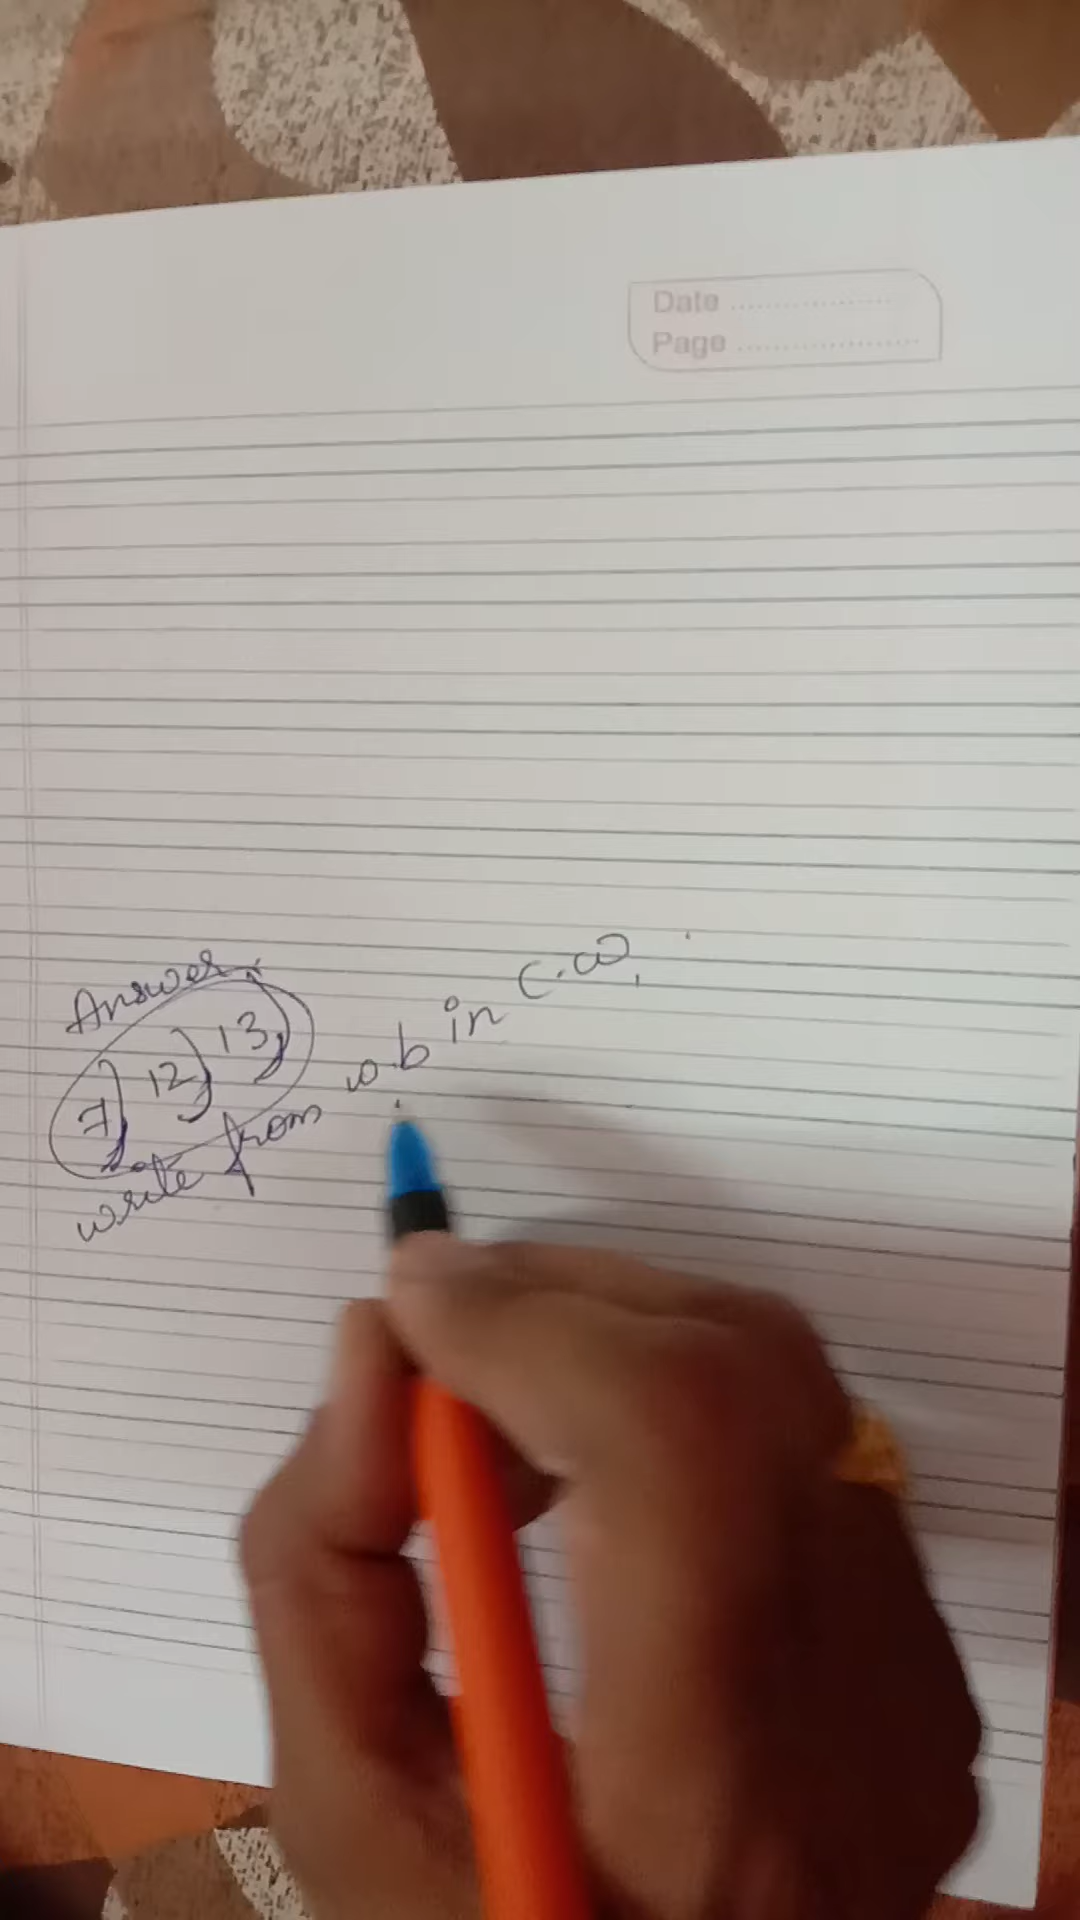 Date
Page
Answer
7) 12) 13)
write from w.b in C.W.